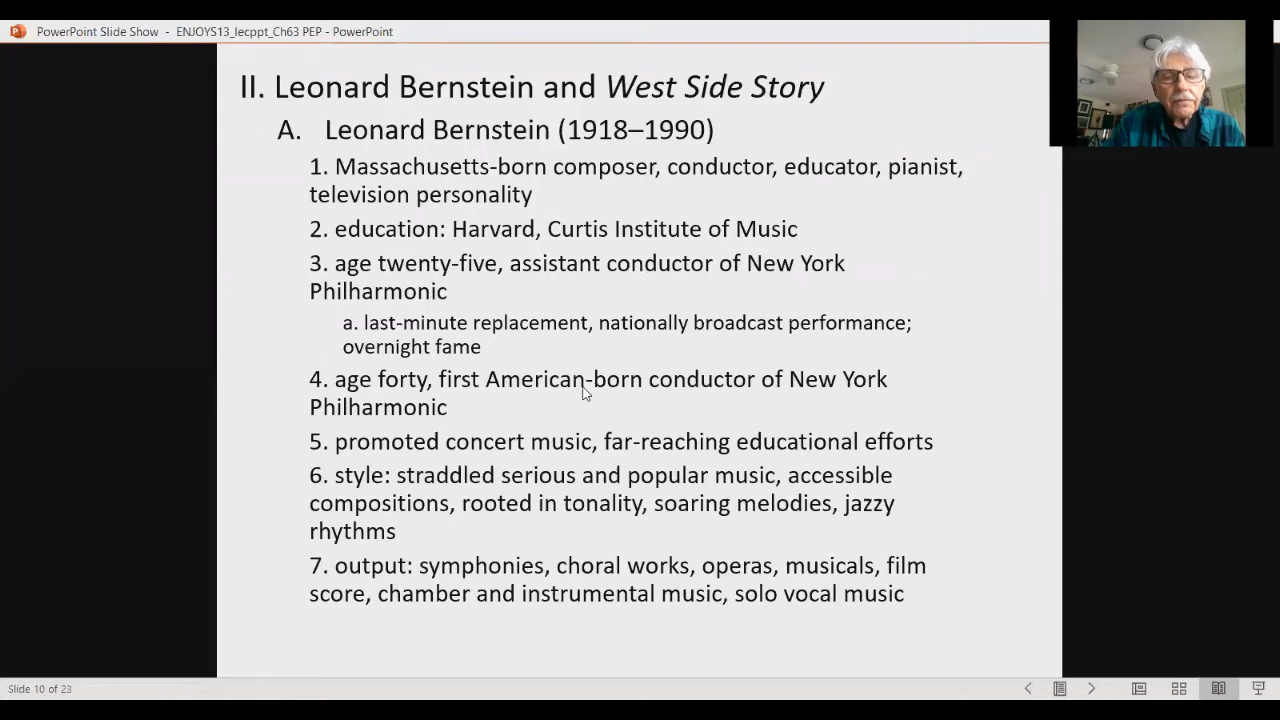 PowerPoint Slide Show - ENJOYS13_lecppt_Ch63 PEP - PowerPoint
II. Leonard Bernstein and West Side Story
A. Leonard Bernstein (1918–1990)
1. Massachusetts-born composer, conductor, educator, pianist,
television personality
2. education: Harvard, Curtis Institute of Music
3. age twenty-five, assistant conductor of New York
Philharmonic
a. last-minute replacement, nationally broadcast performance;
overnight fame
4. age forty, first American-born conductor of New York
Philharmonic
5. promoted concert music, far-reaching educational efforts
6. style: straddled serious and popular music, accessible
compositions, rooted in tonality, soaring melodies, jazzy
rhythms
7. output: symphonies, choral works, operas, musicals, film
score, chamber and instrumental music, solo vocal music
Slide 10 of 23